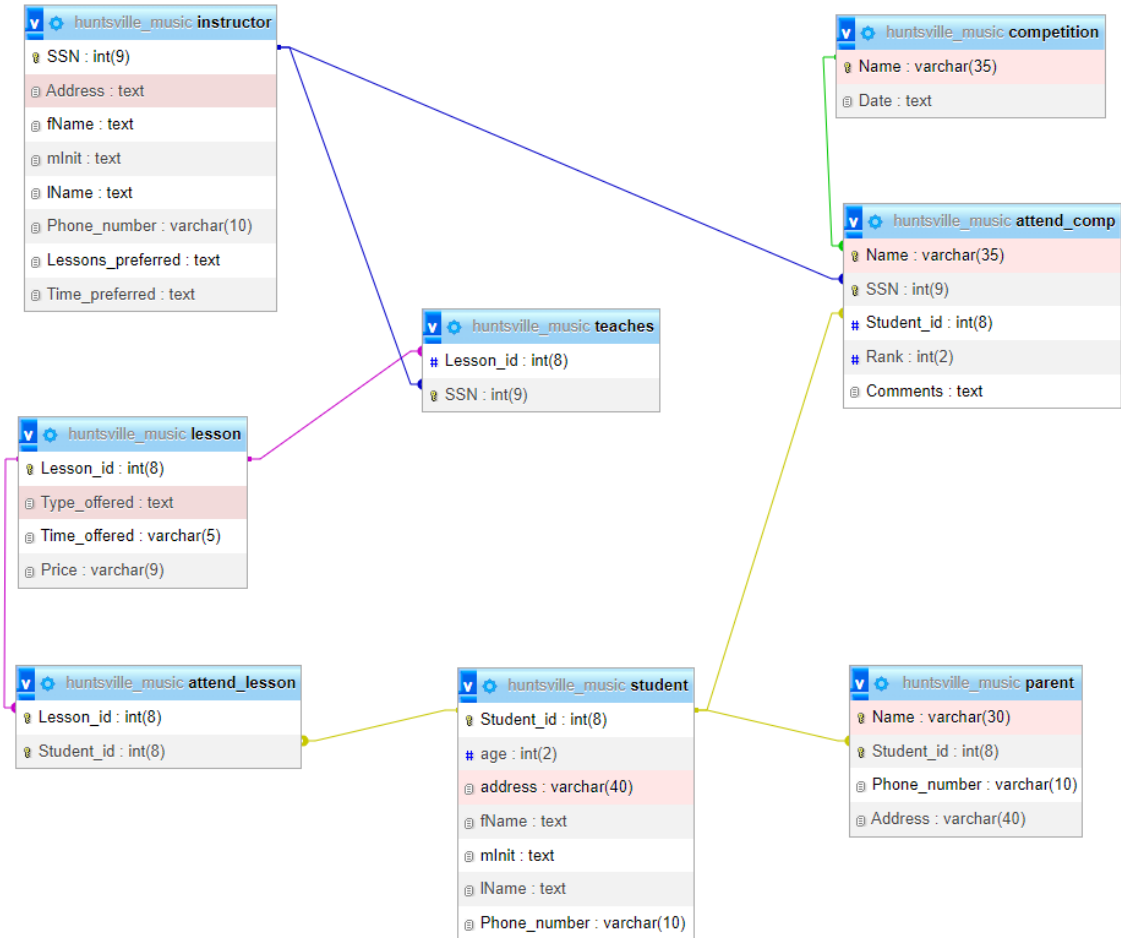 huntsville_music instructor
SSN : int(9)
Address : text
fName : text
mInit : text
lName : text
Phone_number : varchar(10)
Lessons_preferred : text
Time_preferred : text
huntsville_music competition
Name : varchar(35)
Date : text
huntsville_music attend_comp
Name : varchar(35)
SSN : int(9)
# Student_id : int(8)
# Rank : int(2)
Comments : text
huntsville_music teaches
# Lesson_id : int(8)
SSN : int(9)
huntsville_music lesson
Lesson_id : int(8)
Type_offered : text
Time_offered : varchar(5)
Price : varchar(9)
huntsville_music attend_lesson
Lesson_id : int(8)
Student_id : int(8)
huntsville_music student
Student_id : int(8)
# age : int(2)
address : varchar(40)
fName : text
mInit : text
lName : text
Phone_number : varchar(10)
huntsville_music parent
Name : varchar(30)
Student_id : int(8)
Phone_number : varchar(10)
Address : varchar(40)